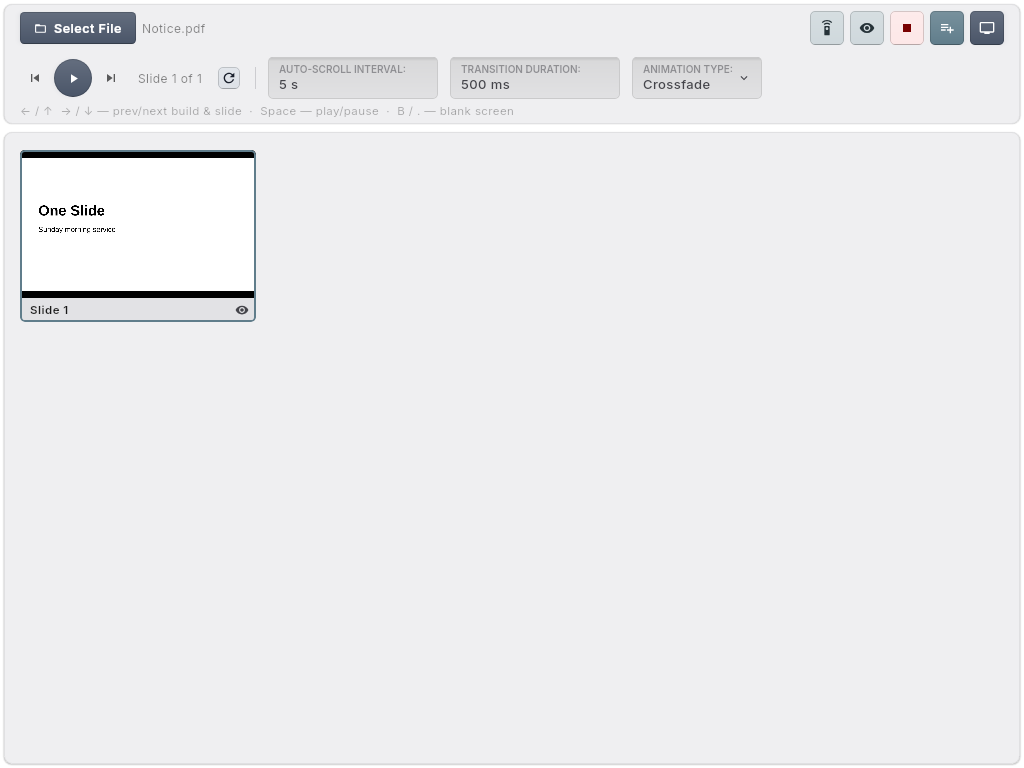 Select File
Notice.pdf
Slide 1 of 1
AUTO-SCROLL INTERVAL:
5 s
TRANSITION DURATION:
500 ms
ANIMATION TYPE:
Crossfade
← / ↑  → / ↓ — prev/next build & slide · Space — play/pause · B / . — blank screen
One Slide
Sunday morning service
Slide 1